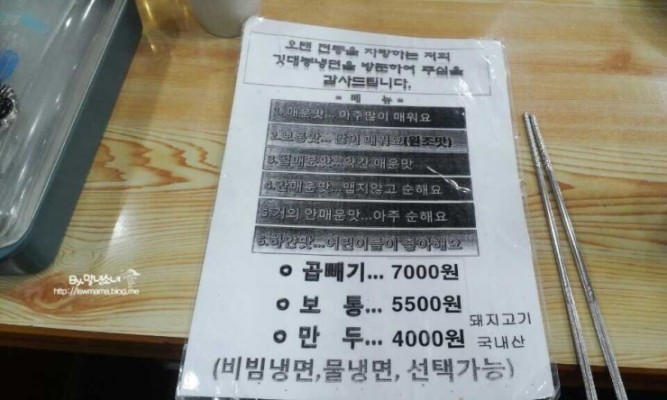 오랜 전통을 자랑하는 저희
깃대봉냉면을 방문하여 주심을
감사드립니다.
* 메 뉴 *
1.매운맛... 아주많이 매워요
2.보통맛... 많이 매워요(원조맛)
3.덜매운맛...약간 매운맛
4.안매운맛... 맵지않고 순해요
5.거의 안매운맛...아주 순해요
6.하얀맛...어린이들이 좋아해요
o 곱빼기... 7000원
o 보 통... 5500원
o 만 두... 4000원
돼지고기
국내산
(비빔냉면,물냉면, 선택가능)
By.막년소녀
http://lswmama.blog.me